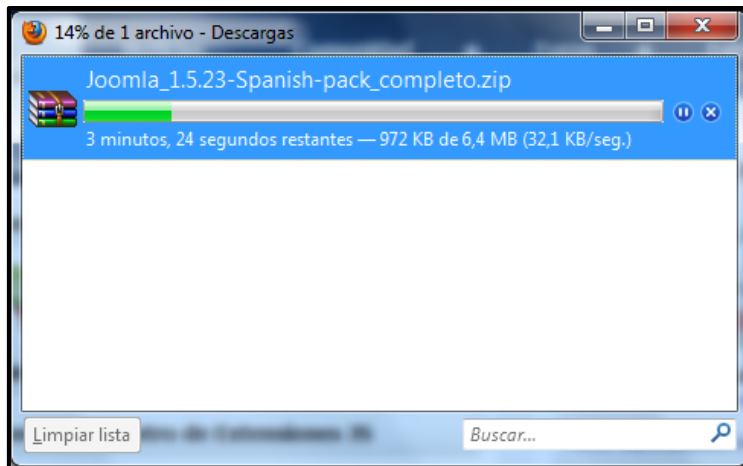 14% de 1 archivo - Descargas
Joomla_1.5.23-Spanish-pack_completo.zip
3 minutos, 24 segundos restantes — 972 KB de 6,4 MB (32,1 KB/seg.)
Limpiar lista
Buscar...